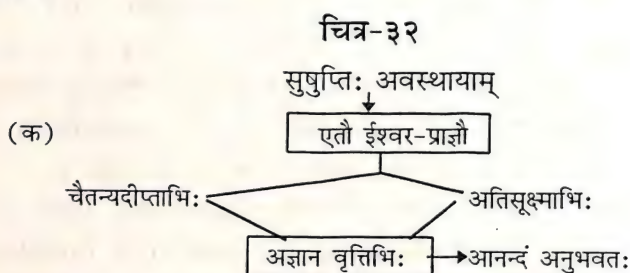 चित्र-३२
सुषुप्तिः अवस्थायाम्
(क)
एतौ ईश्वर-प्राज्ञौ
चैतन्यदीप्ताभिः
अतिसूक्ष्माभिः
अज्ञान वृत्तिभिः
आनन्दं अनुभवतः